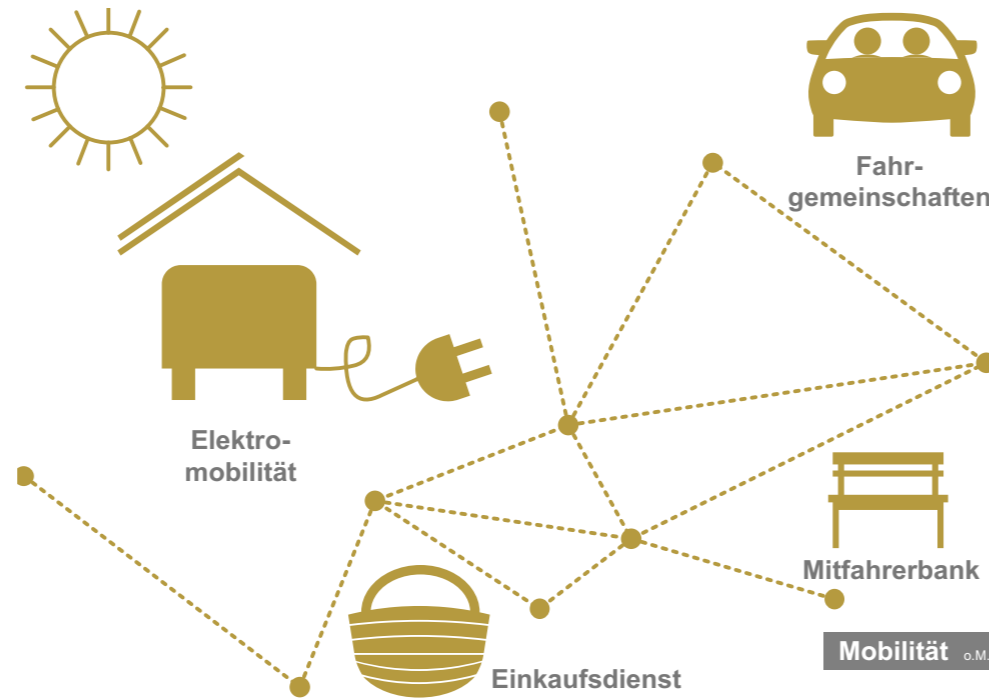 Fahr-
gemeinschaften
Elektro-
mobilität
Mitfahrerbank
Mobilität o.M.
Einkaufsdienst